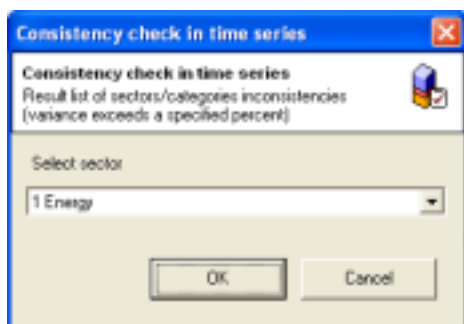 Consistency check in time series
Consistency check in time series
Result list of sectors/categories inconsistencies
(variance exceeds a specified percent)
Select sector
1 Energy
OK
Cancel